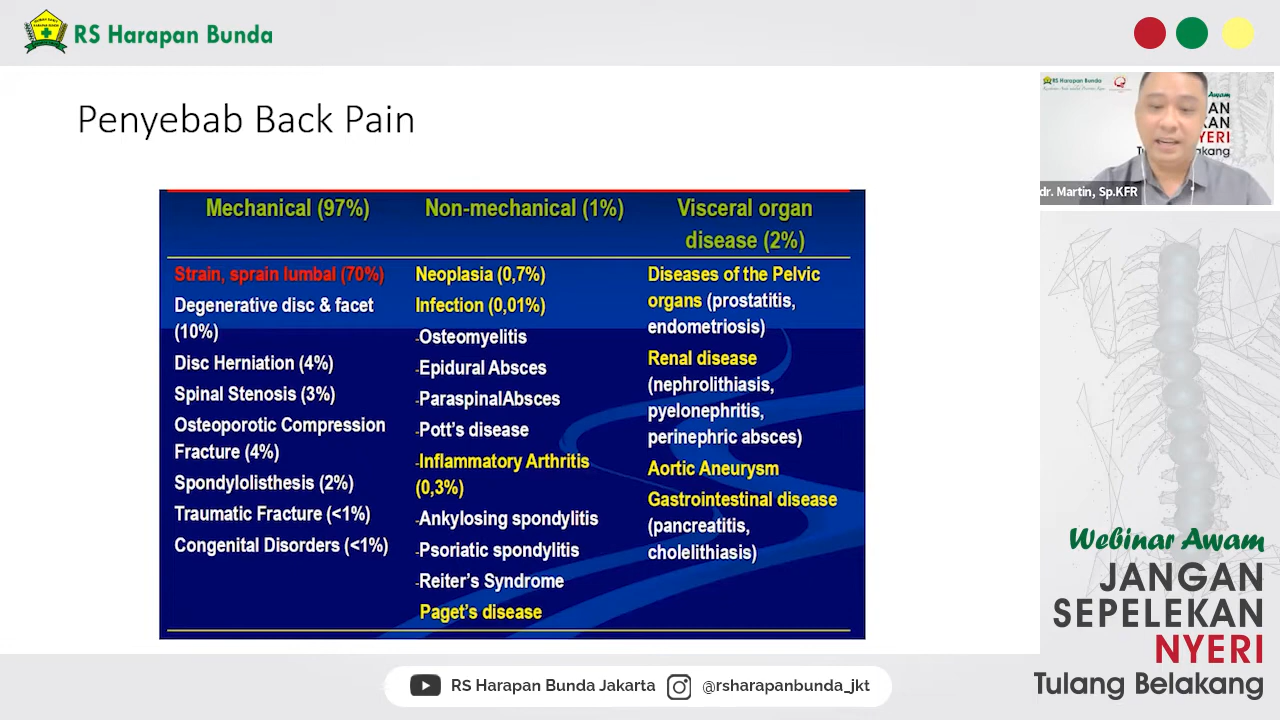 RS Harapan Bunda
Penyebab Back Pain
Mechanical (97%)
Strain, sprain lumbal (70%)
Degenerative disc & facet
(10%)
Disc Herniation (4%)
Spinal Stenosis (3%)
Osteoporotic Compression
Fracture (4%)
Spondylolisthesis (2%)
Traumatic Fracture (<1%)
Congenital Disorders (<1%)
Non-mechanical (1%)
Neoplasia (0,7%)
Infection (0,01%)
-Osteomyelitis
-Epidural Absces
-ParaspinalAbsces
-Pott's disease
-Inflammatory Arthritis
(0,3%)
-Ankylosing spondylitis
-Psoriatic spondylitis
-Reiter's Syndrome
Paget's disease
Visceral organ
disease (2%)
Diseases of the Pelvic
organs (prostatitis,
endometriosis)
Renal disease
(nephrolithiasis,
pyelonephritis,
perinephric absces)
Aortic Aneurysm
Gastrointestinal disease
(pancreatitis,
cholelithiasis)
RS Harapan Bunda
dr. Martin, Sp.KFR
Webinar Awam
JANGAN
SEPELEKAN
NYERI
Tulang Belakang
RS Harapan Bunda Jakarta
@rsharapanbunda_jkt